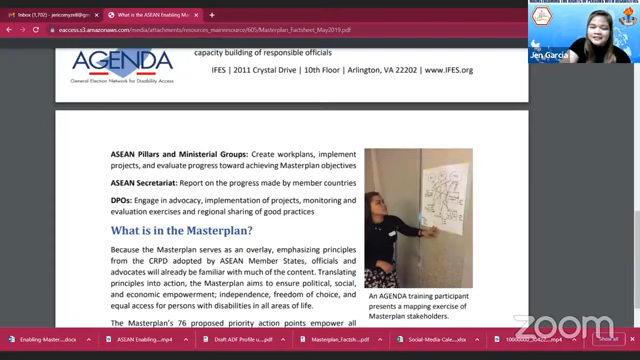 Inbox (1,702)
What is the ASEAN Enabling Ma
eaccess.s3.amazonaws.com/media/attachments/resources_mainresource/605/Masterplan_Factsheet_May2019.pdf
Jen Garcia
AGENDA
General Election Network for Disability Access
capacity building of responsible officials
IFES | 2011 Crystal Drive | 10th Floor | Arlington, VA 22202 | www.IFES.org
ASEAN Pillars and Ministerial Groups: Create workplans, implement
projects, and evaluate progress toward achieving Masterplan objectives
ASEAN Secretariat: Report on the progress made by member countries
DPOs: Engage in advocacy, implementation of projects, monitoring and
evaluation exercises and regional sharing of good practices
What is in the Masterplan?
Because the Masterplan serves as an overlay, emphasizing principles
from the CRPD adopted by ASEAN Member States, officials and
advocates will already be familiar with much of the content. Translating
principles into action, the Masterplan aims to ensure political, social,
and economic empowerment; independence, freedom of choice, and
equal access for persons with disabilities in all areas of life.
The Masterplan's 76 proposed priority action points empower all
An AGENDA training participant
presents a mapping exercise of
Masterplan stakeholders.
zoom
Enabling-Master....docx
ASEAN Enabling....mp4
Draft ADF Profile u....pdf
Masterplan_Factsh....pdf
Social-Media-Cale....pdf
Show all